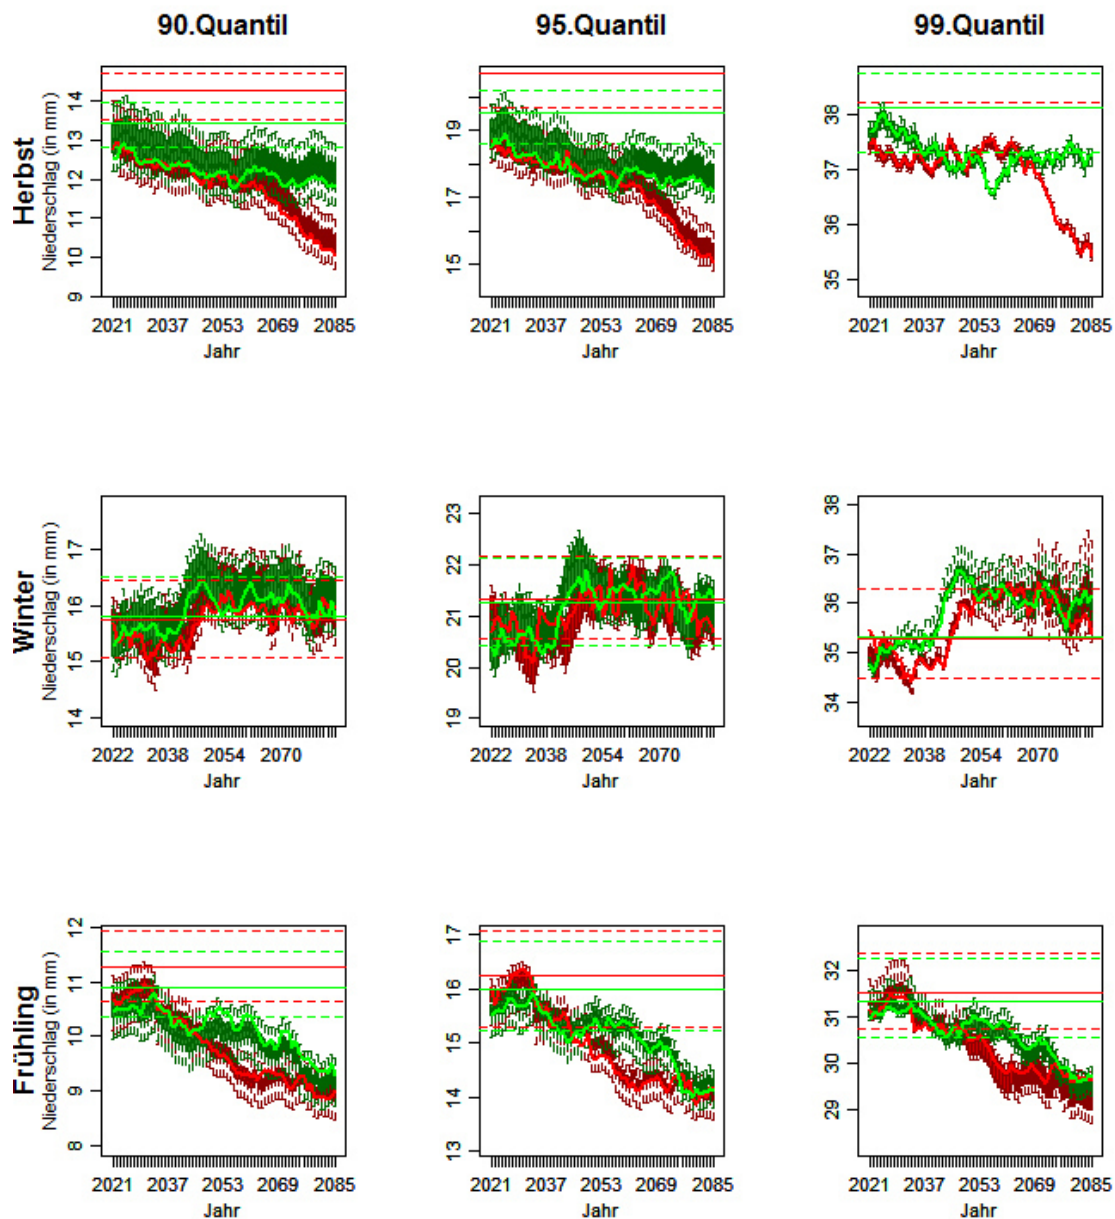 90.Quantil 95.Quantil 99.Quantil
Herbst
Niederschlag (in mm)
14
13
12
11
10
9
2021 2037 2053 2069 2085
Jahr
19
17
15
2021 2037 2053 2069 2085
Jahr
38
37
36
35
2021 2037 2053 2069 2085
Jahr
Winter
Niederschlag (in mm)
17
16
15
14
2022 2038 2054 2070
Jahr
23
22
21
20
19
2022 2038 2054 2070
Jahr
38
37
36
35
34
2022 2038 2054 2070
Jahr
Frühling
Niederschlag (in mm)
12
11
10
9
8
2021 2037 2053 2069 2085
Jahr
17
16
15
14
13
2021 2037 2053 2069 2085
Jahr
32
31
30
29
2021 2037 2053 2069 2085
Jahr